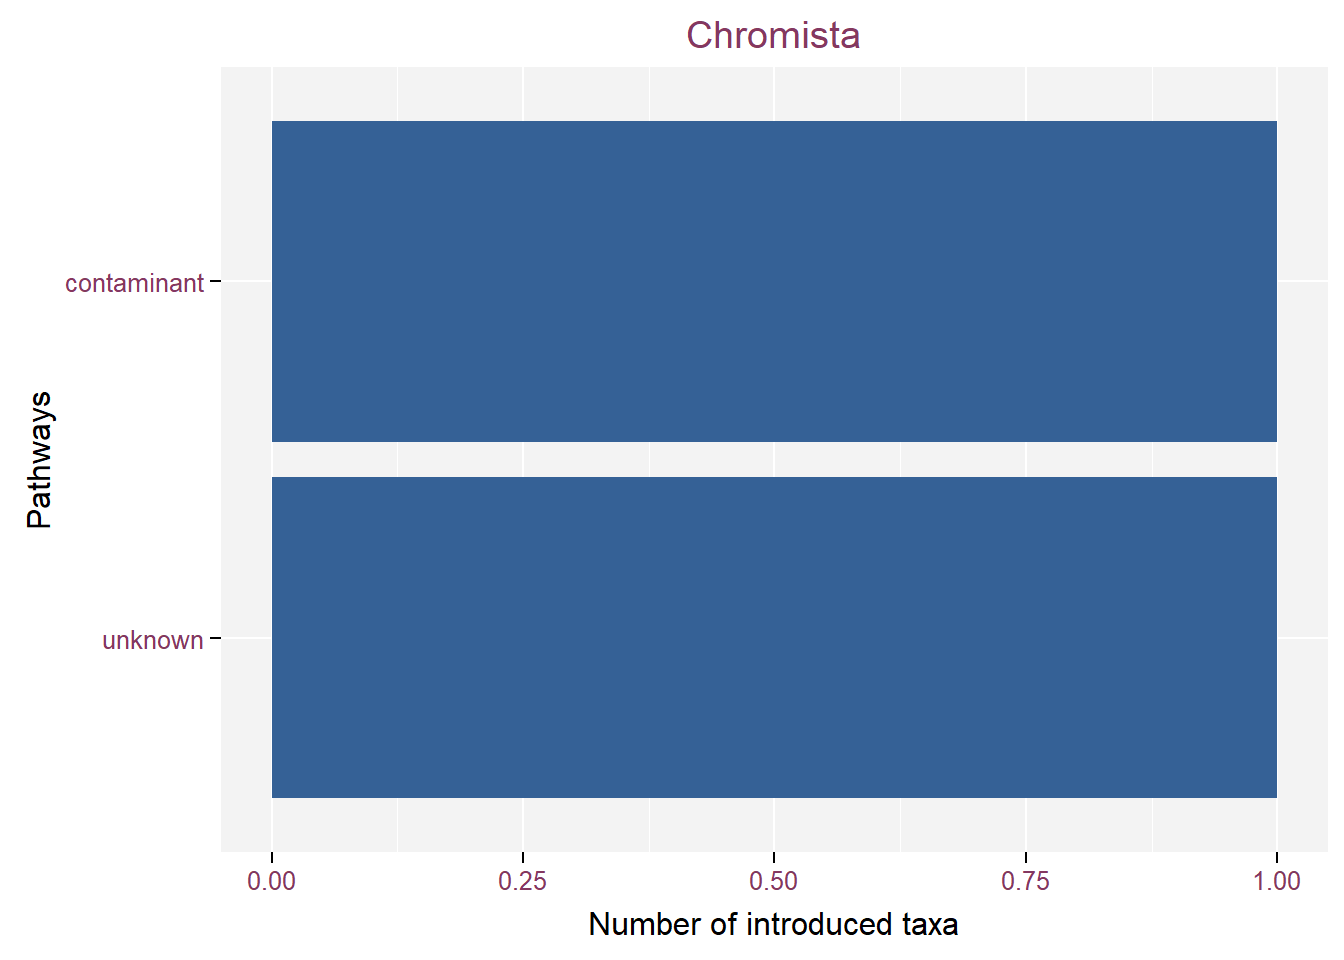 Chromista
contaminant
unknown
Pathways
0.00 0.25 0.50 0.75 1.00
Number of introduced taxa